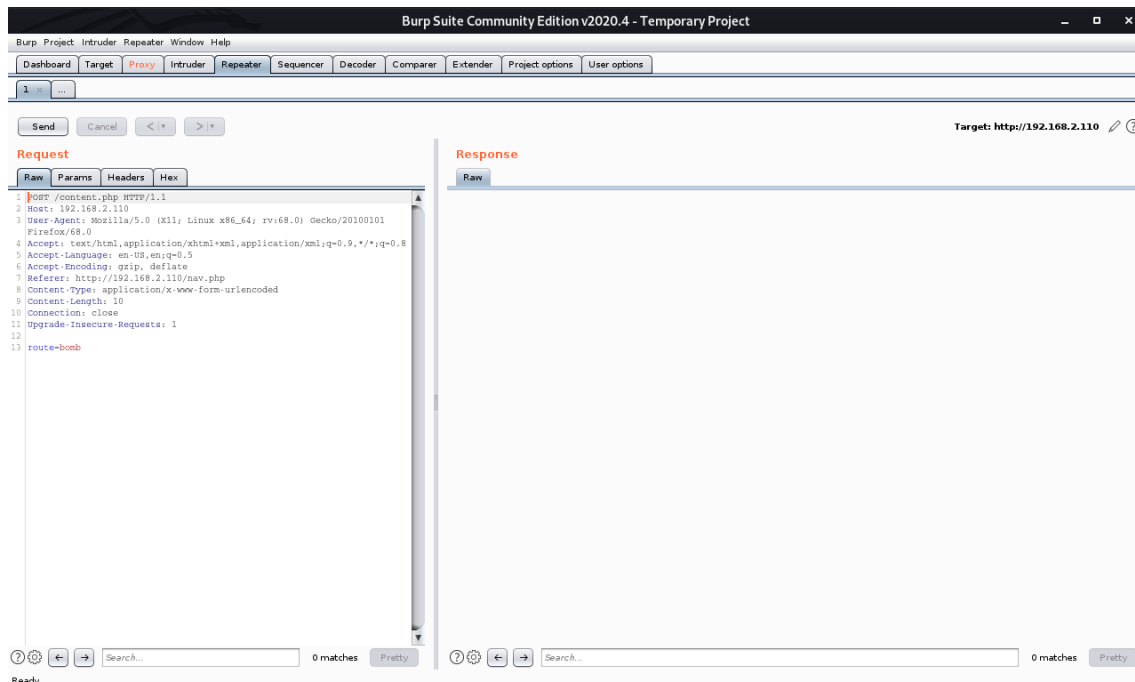 Burp Suite Community Edition v2020.4 - Temporary Project
Burp Project Intruder Repeater Window Help
Dashboard Target Proxy Intruder Repeater Sequencer Decoder Comparer Extender Project options User options
1 × ...
Send Cancel < > Target: http://192.168.2.110 ?
Request
Raw Params Headers Hex
1 POST /content.php HTTP/1.1
2 Host: 192.168.2.110
3 User-Agent: Mozilla/5.0 (X11; Linux x86_64; rv:68.0) Gecko/20100101
Firefox/68.0
4 Accept: text/html,application/xhtml+xml,application/xml;q=0.9,*/*;q=0.8
5 Accept-Language: en-US,en;q=0.5
6 Accept-Encoding: gzip, deflate
7 Referer: http://192.168.2.110/nav.php
8 Content-Type: application/x-www-form-urlencoded
9 Content-Length: 10
10 Connection: close
11 Upgrade-Insecure-Requests: 1
12
13 route=bomb
? Search... 0 matches Pretty
Response
Raw
? Search... 0 matches Pretty
Ready